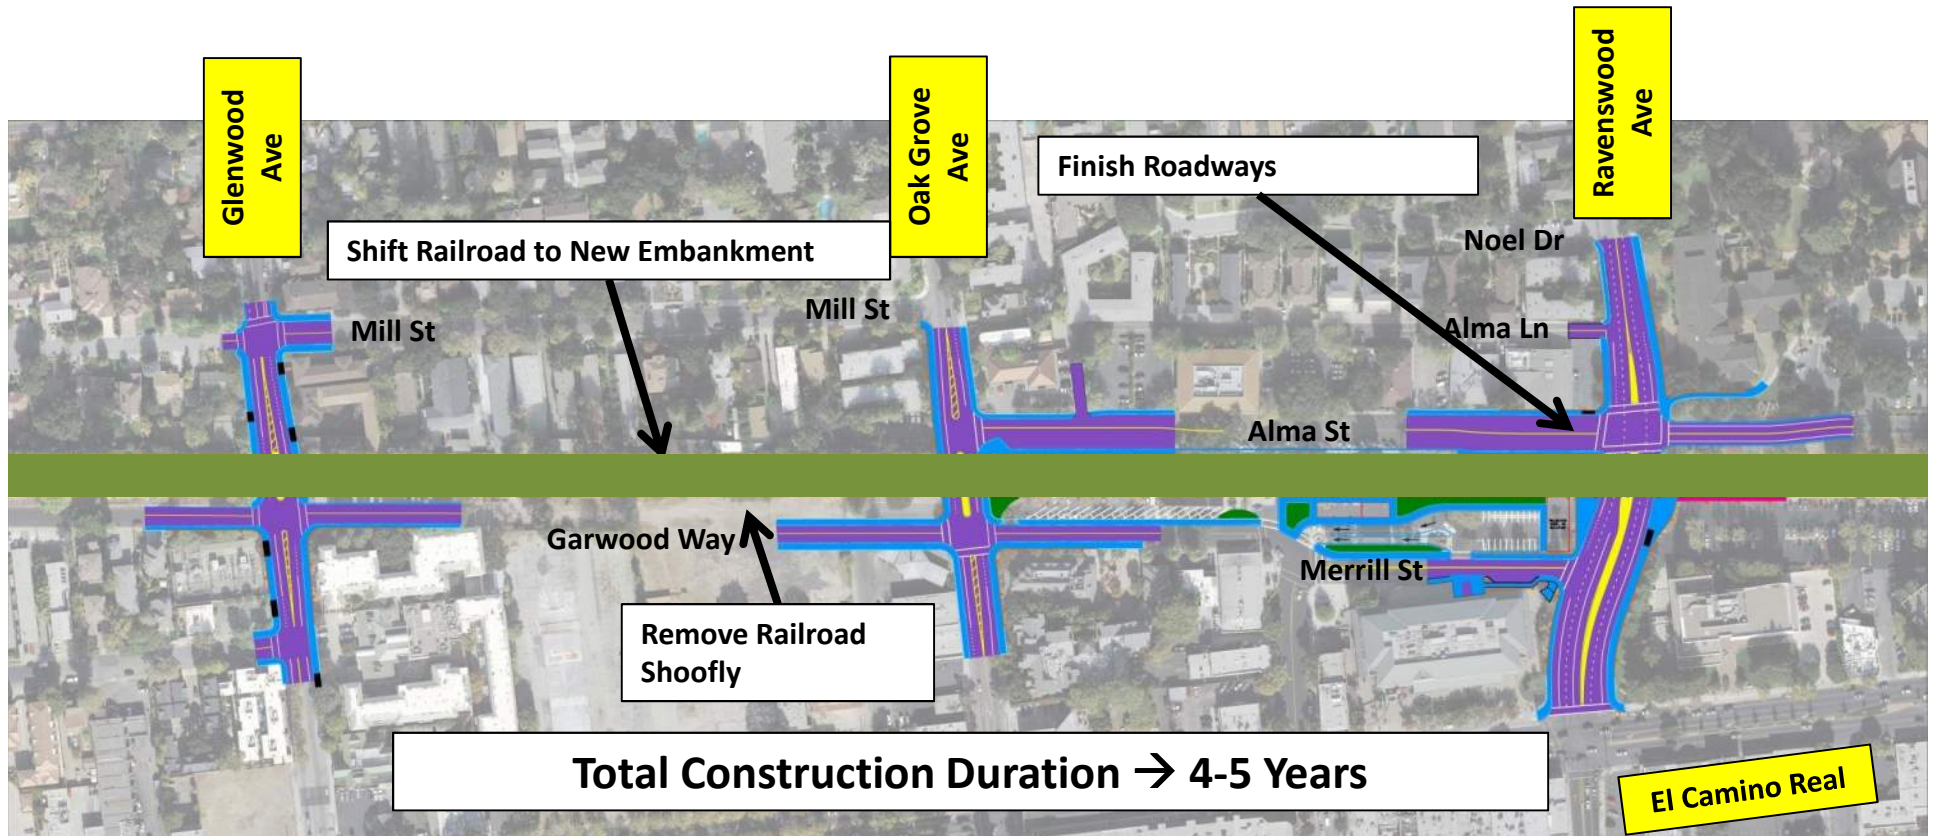 Glenwood
Ave
Oak Grove
Ave
Ravenswood
Ave
Finish Roadways
Shift Railroad to New Embankment
Noel Dr
Mill St
Mill St
Alma Ln
Alma St
Garwood Way
Merrill St
Remove Railroad
Shoofly
Total Construction Duration → 4-5 Years
El Camino Real